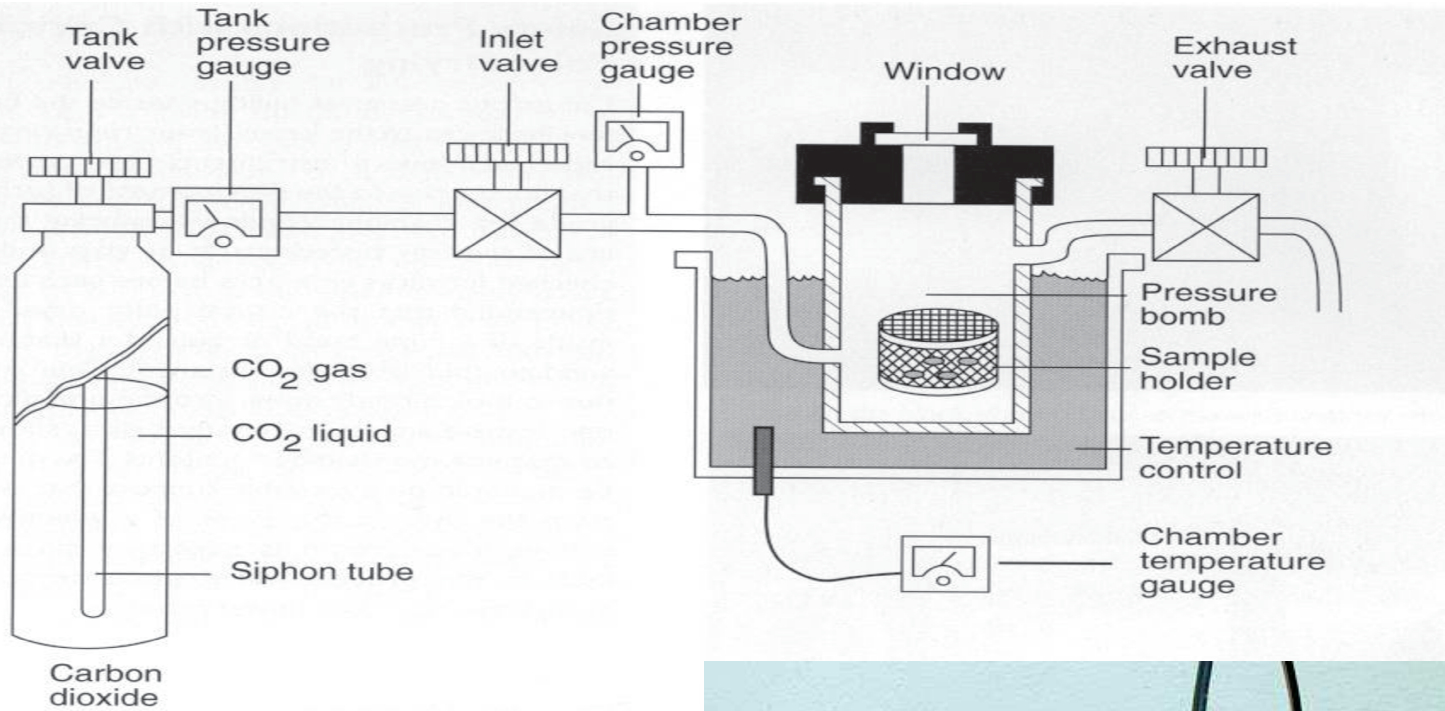 Tank
valve
Tank
pressure
gauge
Inlet
valve
Chamber
pressure
gauge
Window
Exhaust
valve
Pressure
bomb
Sample
holder
Temperature
control
Chamber
temperature
gauge
CO2 gas
CO2 liquid
Siphon tube
Carbon
dioxide